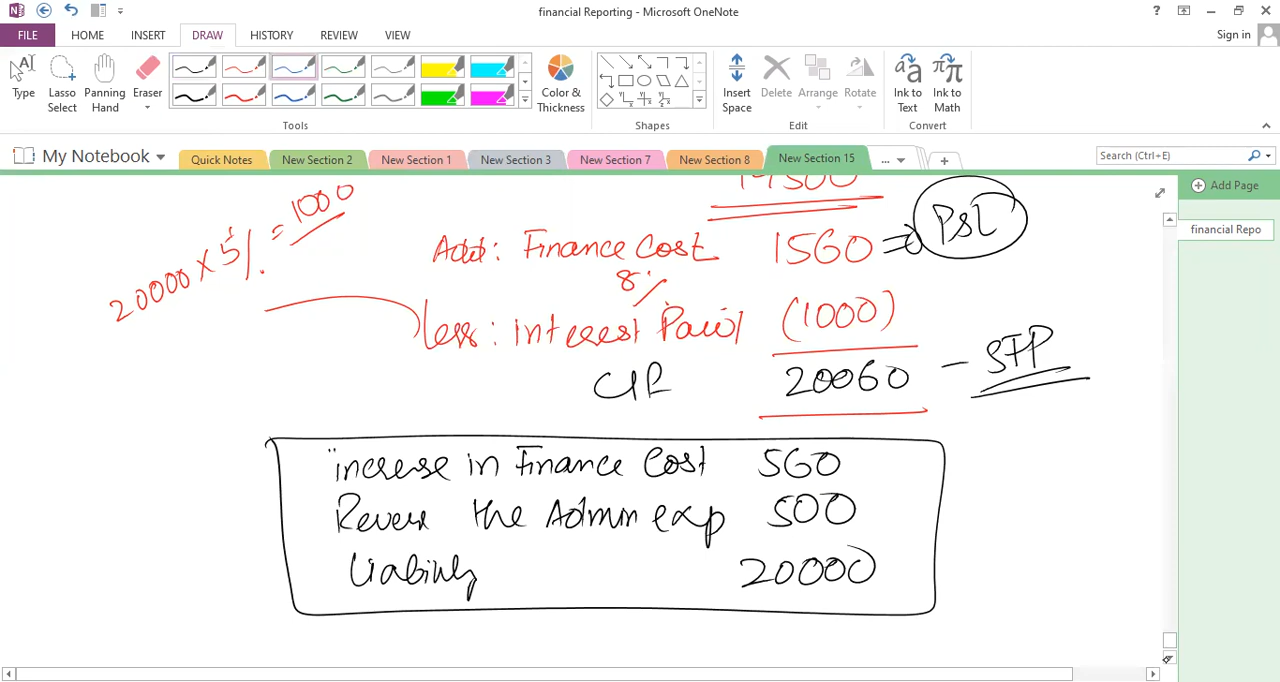 financial Reporting - Microsoft OneNote
? 
Sign in
FILE HOME INSERT DRAW HISTORY REVIEW VIEW
Type
Lasso Select
Panning Hand
Eraser
Color & Thickness
Insert Space
Delete
Arrange
Rotate
Ink to Text
Ink to Math
Tools
Shapes
Edit
Convert
My Notebook
Quick Notes
New Section 2
New Section 1
New Section 3
New Section 7
New Section 8
New Section 15
...
Search (Ctrl+E)
Add Page
financial Repo
19500
20000 x 5% = 1000
Add: Finance Cost 1560 ⇒ P&L
8%
less: Interest Paid (1000)
20060 - SFP
increase in Finance Cost 560
the Admin exp 500
Liability 20000